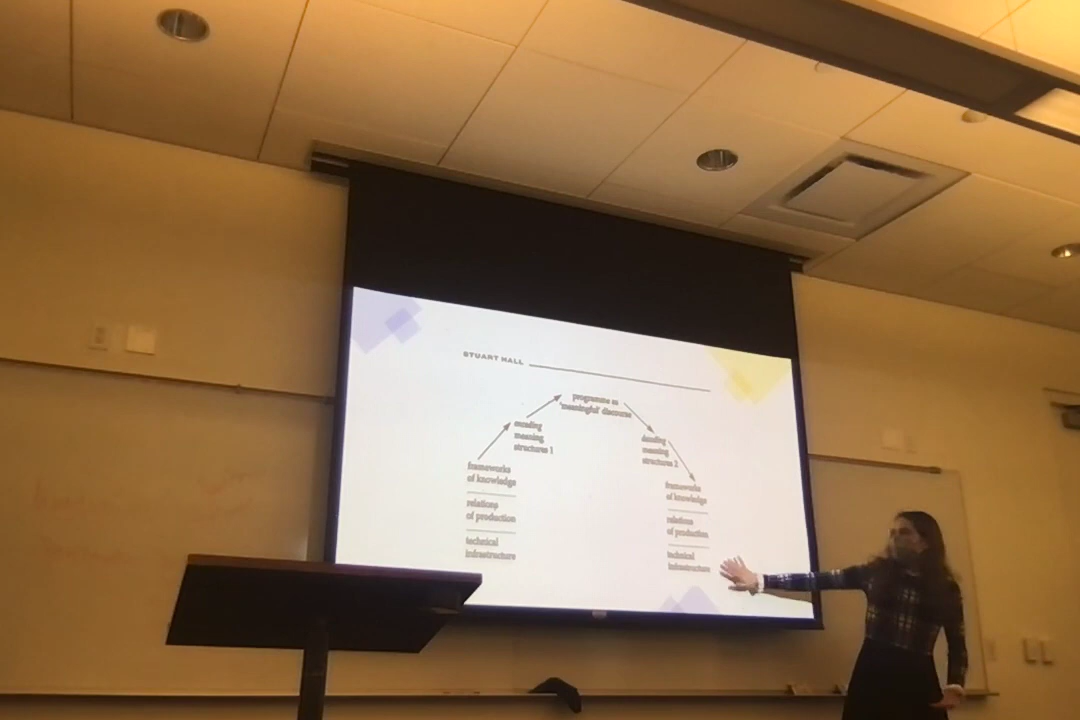 STUART HALL
programme as
'meaningful' discourse
encoding
meaning
structures 1
decoding
meaning
structures 2
frameworks
of knowledge
relations
of production
technical
infrastructure
frameworks
of knowledge
relations
of production
technical
infrastructure